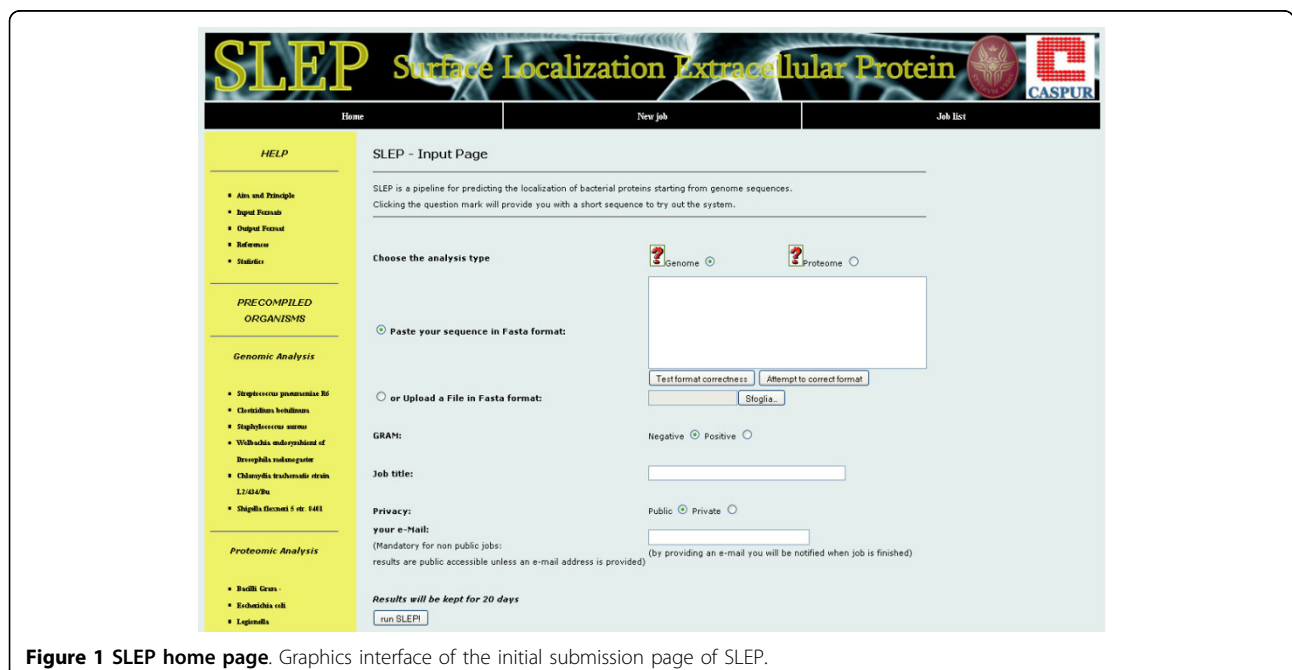 SLEP Surface Localization Extracellular Protein
CASPUR
Home New job Job list
HELP
Aim and Principle
Input Formats
Output Format
References
Statistics
PRECOMPILED
ORGANISMS
Genomic Analysis
Streptococcus pneumoniae R6
Clostridium botulinum
Staphylococcus aureus
Wolbachia endosymbiont of
Drosophila melanogaster
Chlamydia trachomatis strain
L2/434/Bu
Shigella flexneri 5 str. 8401
Proteomic Analysis
Bacilli Gram -
Escherichia coli
Legionella
SLEP - Input Page
SLEP is a pipeline for predicting the localization of bacterial proteins starting from genome sequences.
Clicking the question mark will provide you with a short sequence to try out the system.
Choose the analysis type
? Genome ? Proteome
Paste your sequence in Fasta format:
Test format correctness Attempt to correct format
or Upload a File in Fasta format: Sfoglia...
GRAM: Negative Positive
Job title:
Privacy: Public Private
your e-Mail:
(Mandatory for non public jobs:
results are public accessible unless an e-mail address is provided)
(by providing an e-mail you will be notified when job is finished)
Results will be kept for 20 days
run SLEP!
Figure 1 SLEP home page. Graphics interface of the initial submission page of SLEP.